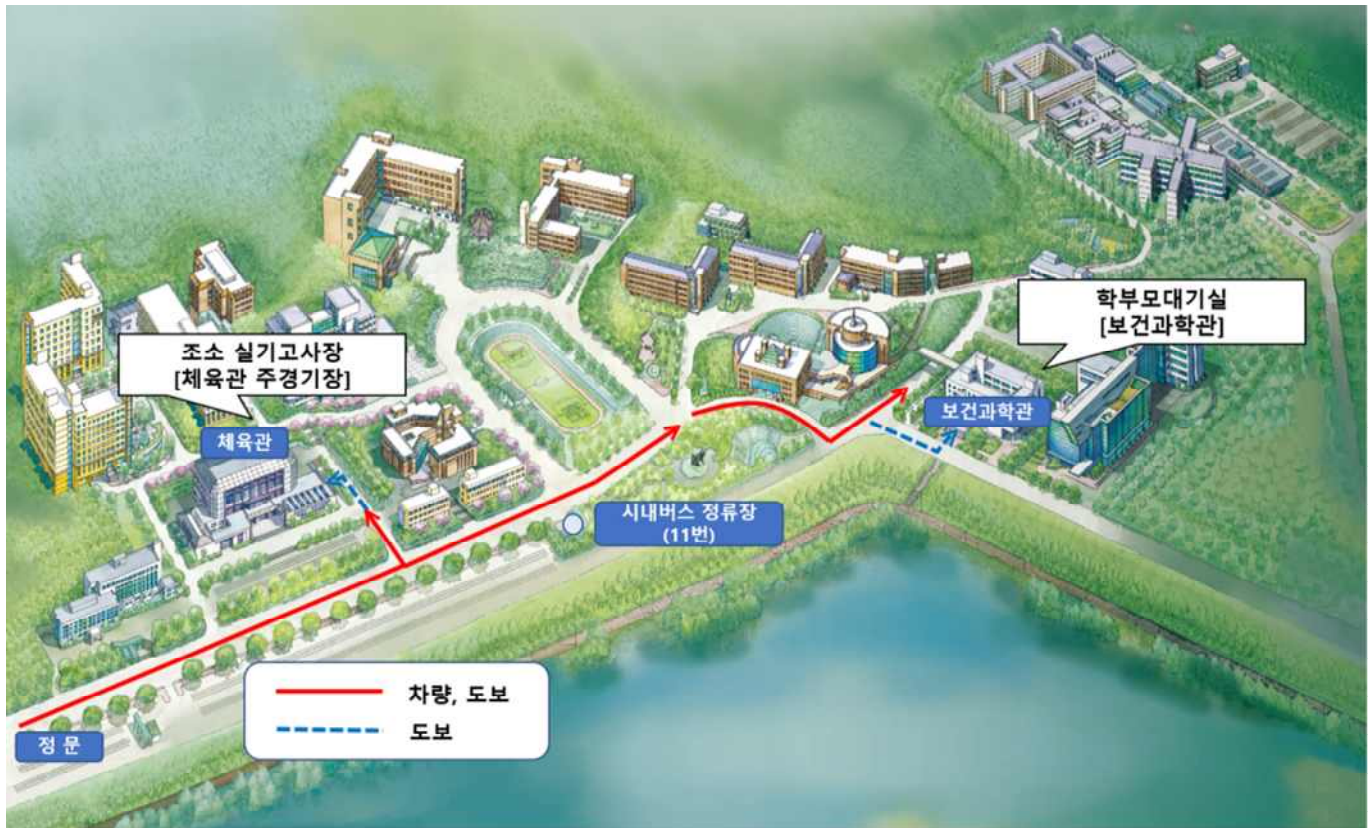 학부모대기실
[보건과학관]
조소 실기고사장
[체육관 주경기장]
보건과학관
체육관
시내버스 정류장
(11번)
차량, 도보
도보
정 문